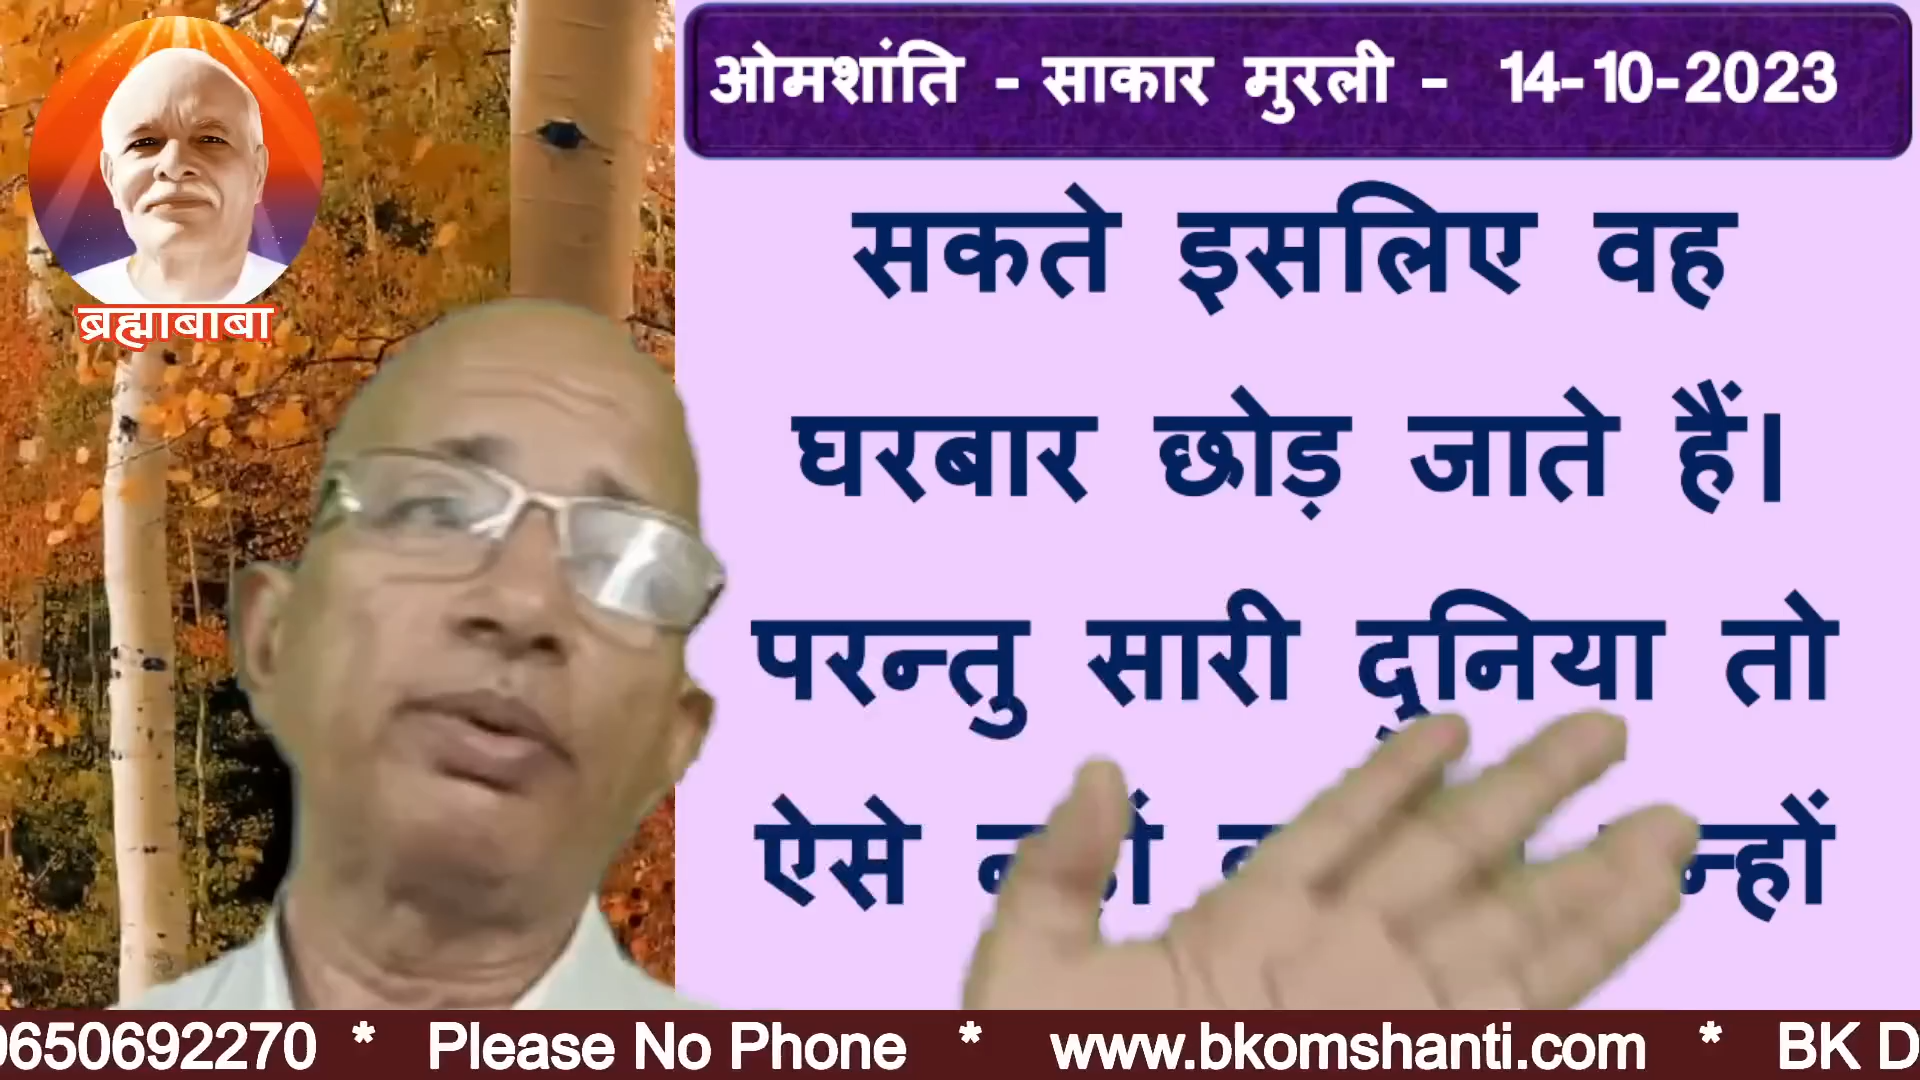 ओमशांति - साकार मुरली - 14-10-2023
ब्रह्माबाबा
सकते इसलिए वह
घरबार छोड़ जाते हैं।
परन्तु सारी दुनिया तो
ऐसे
0650692270 * Please No Phone * www.bkomshanti.com * BK D